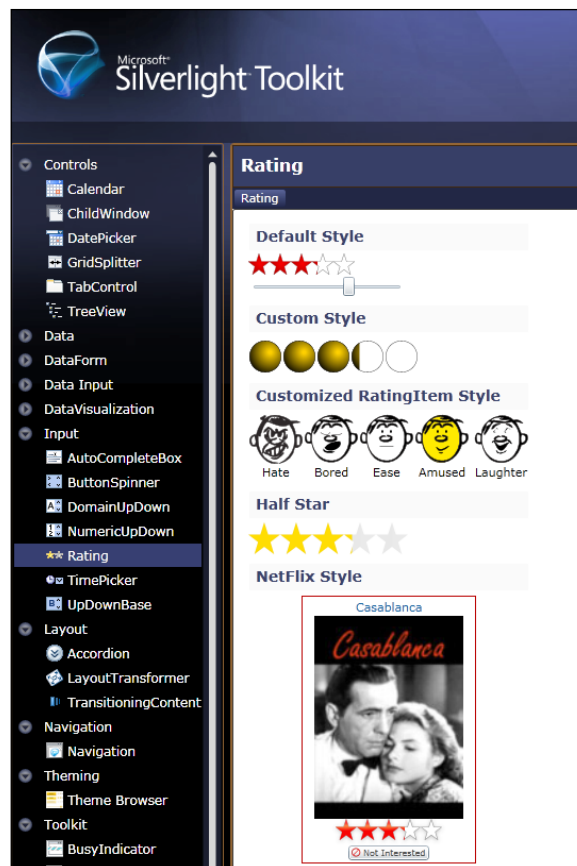 Microsoft®
Silverlight™ Toolkit
Controls
Calendar
ChildWindow
DatePicker
GridSplitter
TabControl
TreeView
Data
DataForm
Data Input
DataVisualization
Input
AutoCompleteBox
ButtonSpinner
DomainUpDown
NumericUpDown
Rating
TimePicker
UpDownBase
Layout
Accordion
LayoutTransformer
TransitioningContent
Navigation
Navigation
Theming
Theme Browser
Toolkit
BusyIndicator
Rating
Rating
Default Style
Custom Style
Customized RatingItem Style
Hate Bored Ease Amused Laughter
Half Star
NetFlix Style
Casablanca
Casablanca
Not Interested